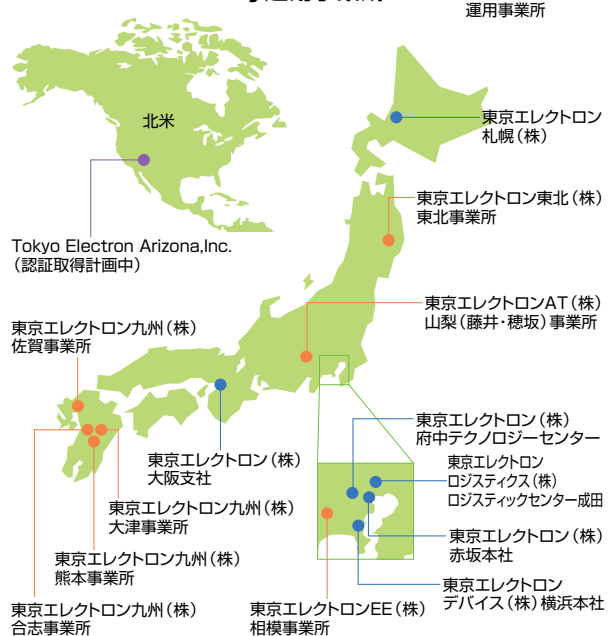 運用事業所
北米
東京エレクトロン
札幌(株)
東京エレクトロン東北(株)
東北事業所
Tokyo Electron Arizona,Inc.
(認証取得計画中)
東京エレクトロンAT(株)
山梨(藤井・穂坂)事業所
東京エレクトロン九州(株)
佐賀事業所
東京エレクトロン(株)
府中テクノロジーセンター
東京エレクトロン
ロジスティクス(株)
ロジスティックセンター成田
東京エレクトロン(株)
大阪支社
東京エレクトロン九州(株)
大津事業所
東京エレクトロン(株)
赤坂本社
東京エレクトロン九州(株)
熊本事業所
東京エレクトロン
デバイス(株)横浜本社
東京エレクトロン九州(株)
合志事業所
東京エレクトロンEE(株)
相模事業所